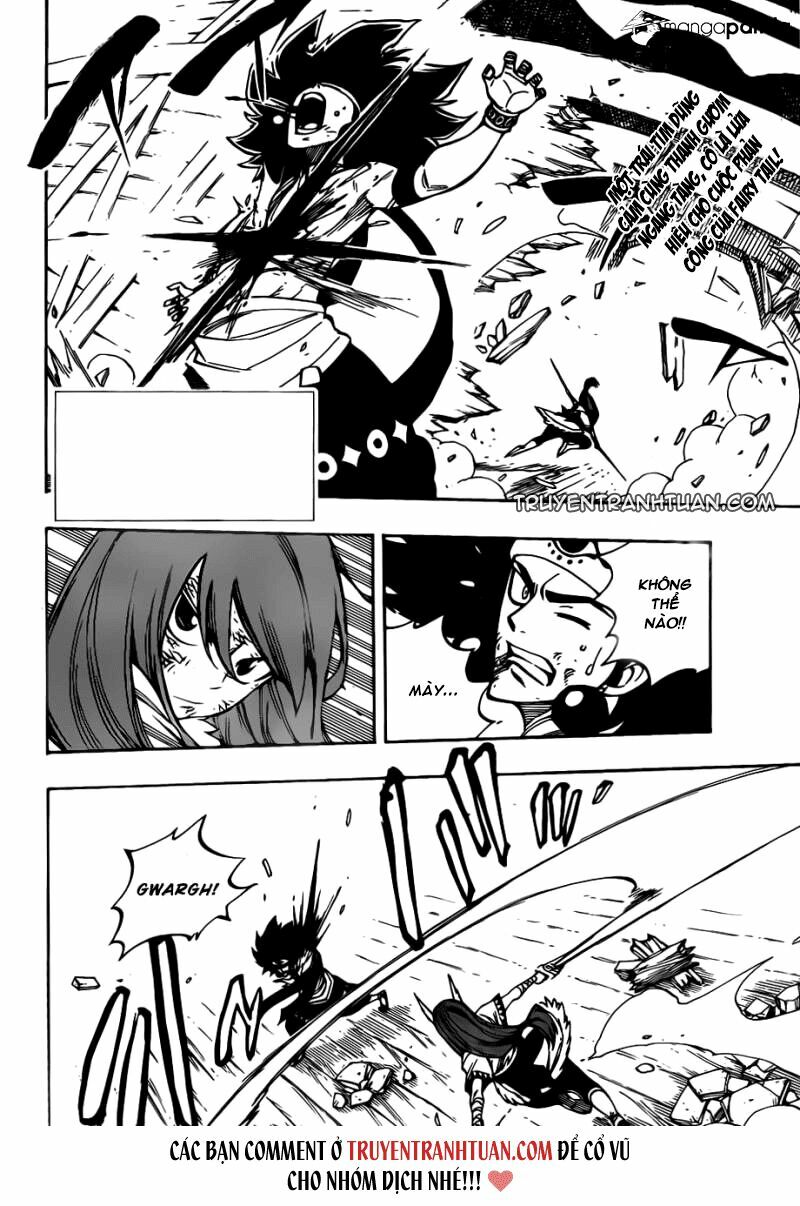 mangapanda
MỘT TRÁI TIM DŨNG
CẢM CÙNG THANH GƯƠM
NGANG TÀNG, CÔ LÀ LỬA
HIỆU CHO CUỘC PHẢN
CÔNG CỦA FAIRY TAIL!
TRUYENTRANHTUAN.COM
KHÔNG
THỂ
NÀO!!
MÀY...
GWARGH!
CÁC BẠN COMMENT Ở TRUYENTRANHTUAN.COM ĐỂ CỔ VŨ
CHO NHÓM DỊCH NHÉ!!! ❤